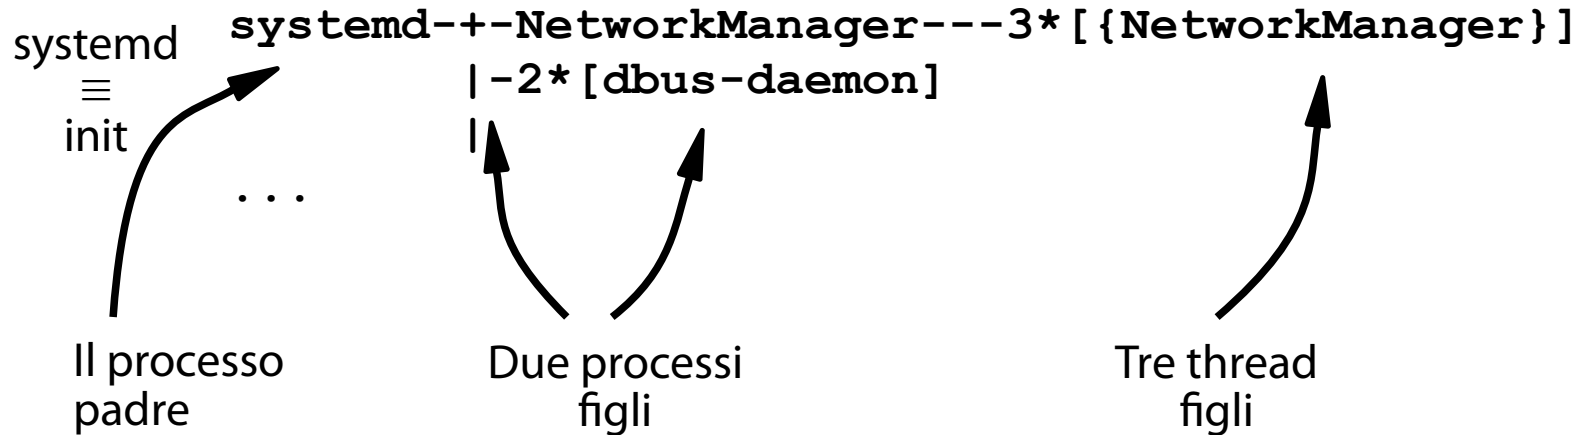 systemd-+-NetworkManager---3*[{NetworkManager}]
|-2*[dbus-daemon]
|
systemd
≡
init
. . .
Il processo
padre
Due processi
figli
Tre thread
figli